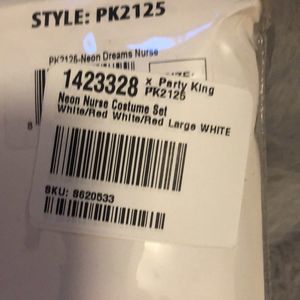 STYLE: PK2125
PK2125-Neon Dreams Nurse
1423328
X Party King
PK2125
Neon Nurse Costume Set
White/Red White/Red Large WHITE
SKU: S620533